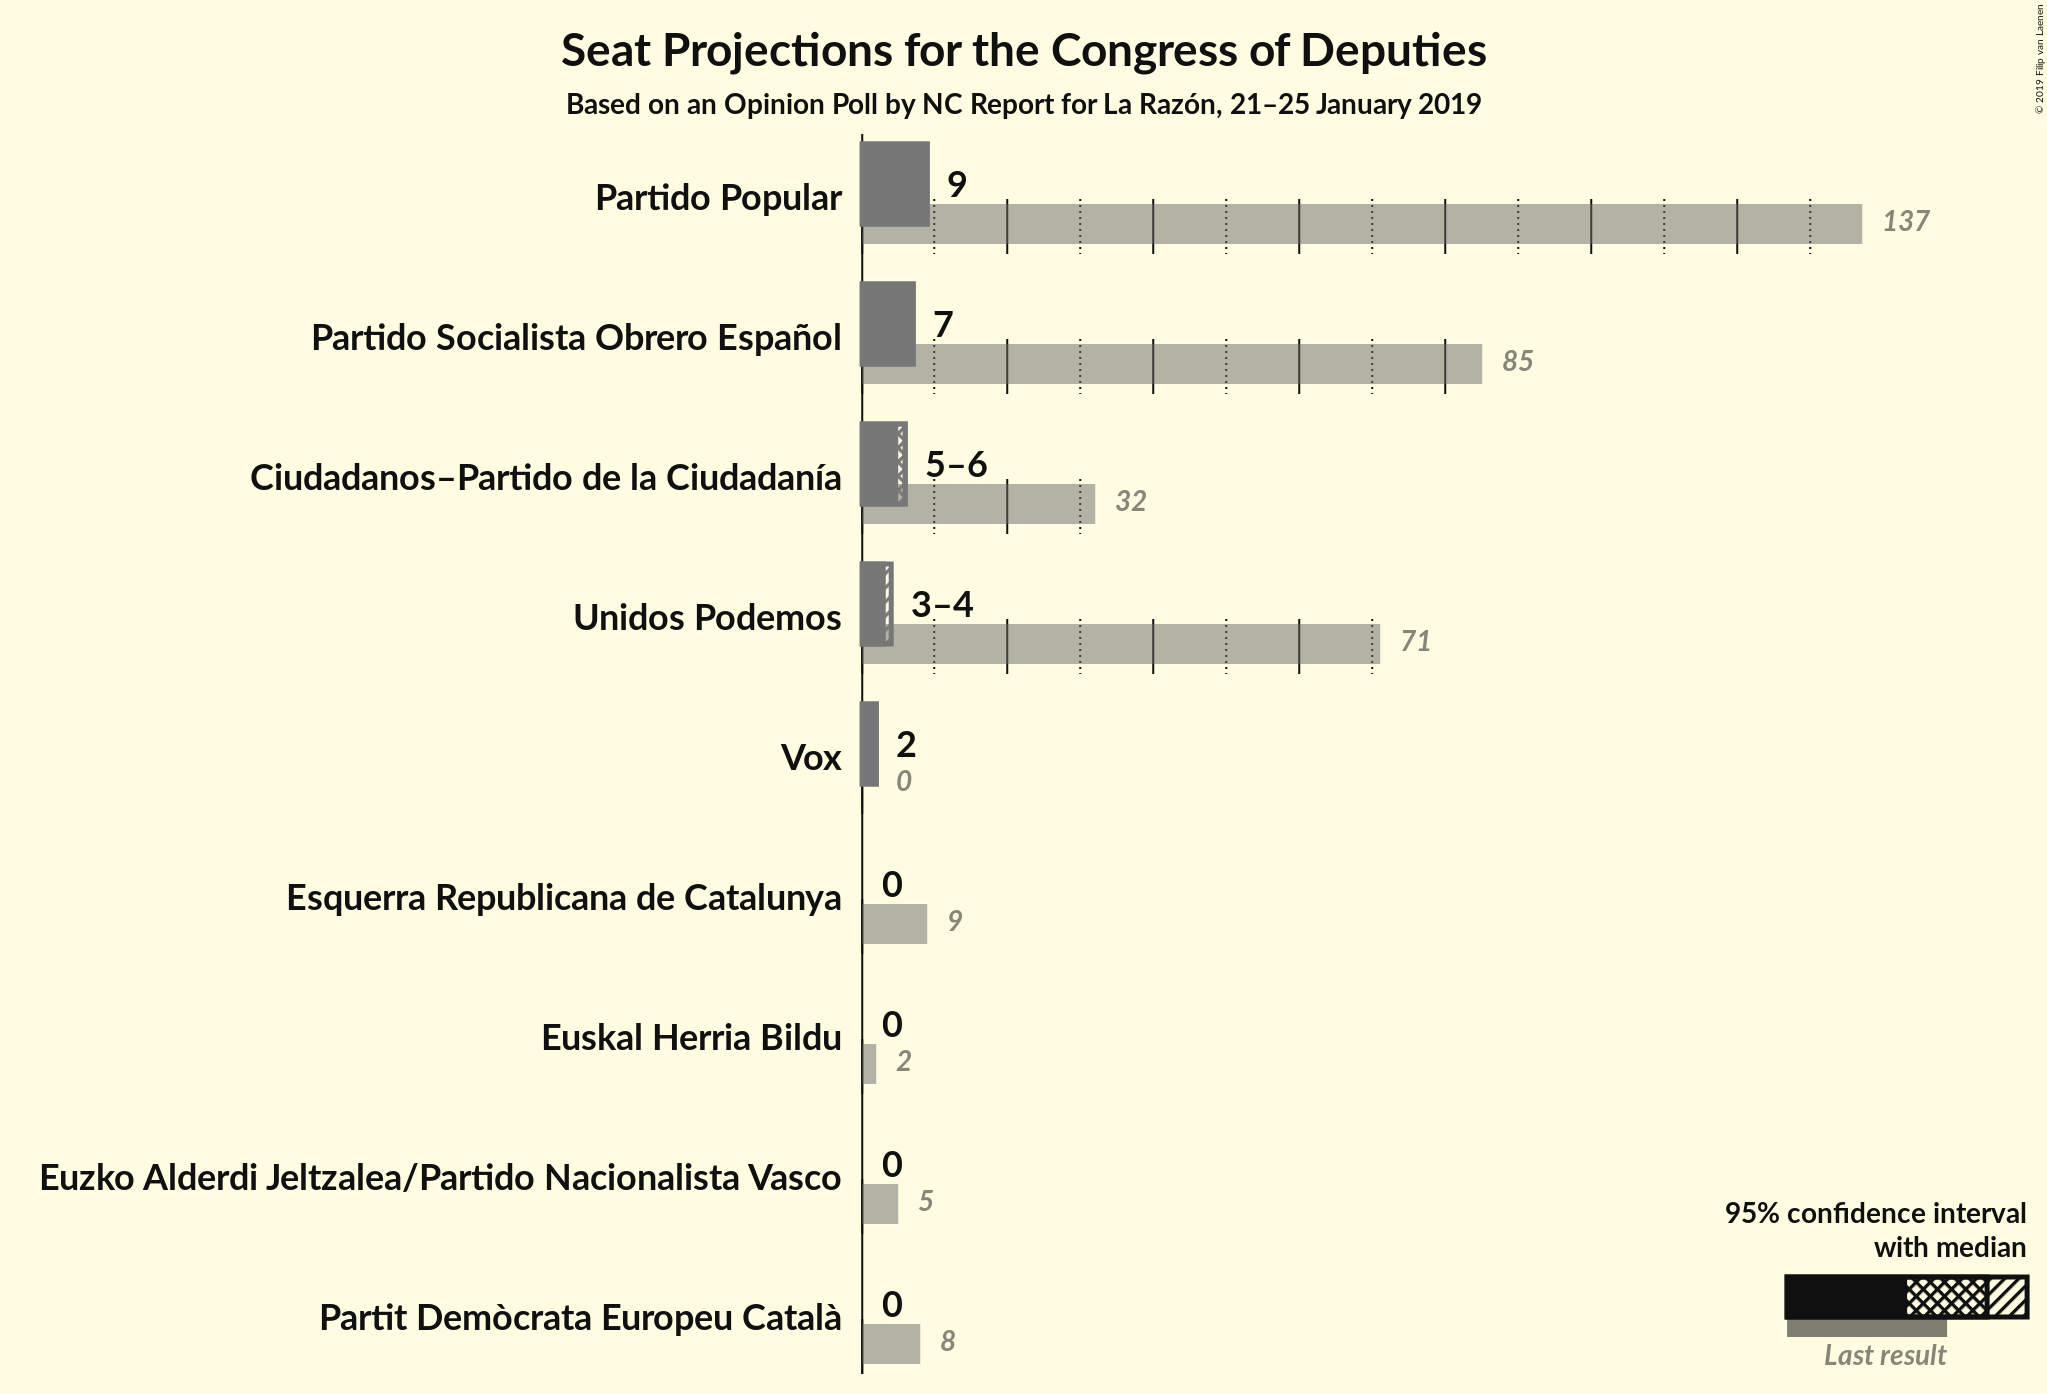 Seat Projections for the Congress of Deputies
Based on an Opinion Poll by NC Report for La Razón, 21–25 January 2019
© 2019 Filip van Laenen
Partido Popular
9
137
Partido Socialista Obrero Español
7
85
Ciudadanos–Partido de la Ciudadanía
5–6
32
Unidos Podemos
3–4
71
Vox
2
0
Esquerra Republicana de Catalunya
0
9
Euskal Herria Bildu
0
2
Euzko Alderdi Jeltzalea/Partido Nacionalista Vasco
0
5
Partit Demòcrata Europeu Català
0
8
95% confidence interval
with median
Last result